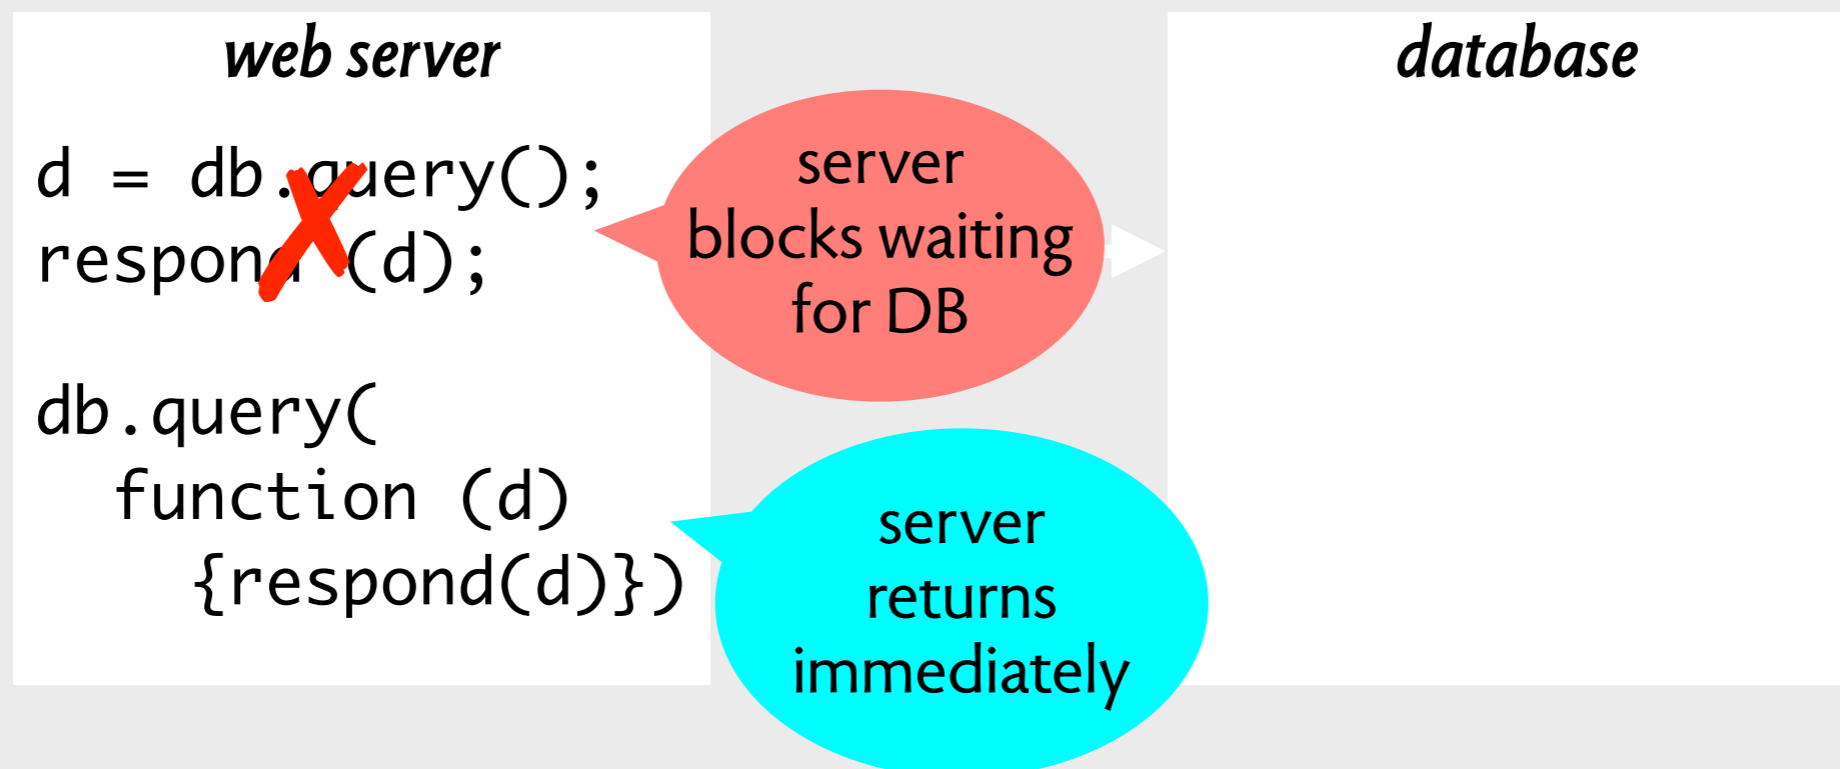 web server
database
d = db.query();
respond (d);
server
blocks waiting
for DB
db.query(
function (d)
{respond(d)})
server
returns
immediately